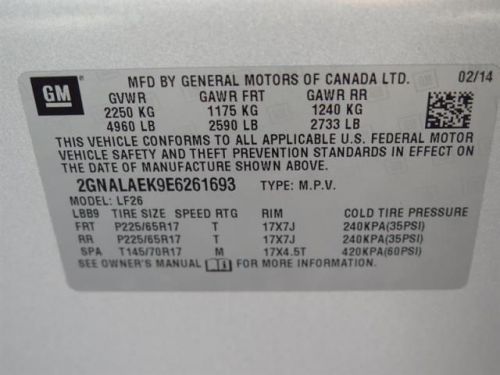 GM MFD BY GENERAL MOTORS OF CANADA LTD. 02/14
GVWR GAWR FRT GAWR RR
2250 KG 1175 KG 1240 KG
4960 LB 2590 LB 2733 LB
THIS VEHICLE CONFORMS TO ALL APPLICABLE U.S. FEDERAL MOTOR
VEHICLE SAFETY AND THEFT PREVENTION STANDARDS IN EFFECT ON
THE DATE OF MANUFACTURE SHOWN ABOVE.
2GNALAEK9E6261693 TYPE: M.P.V.
MODEL: LF26
LBB9 TIRE SIZE SPEED RTG RIM COLD TIRE PRESSURE
FRT P225/65R17 T 17X7J 240KPA(35PSI)
RR P225/65R17 T 17X7J 240KPA(35PSI)
SPA T145/70R17 M 17X4.5T 420KPA(60PSI)
SEE OWNER'S MANUAL FOR MORE INFORMATION.